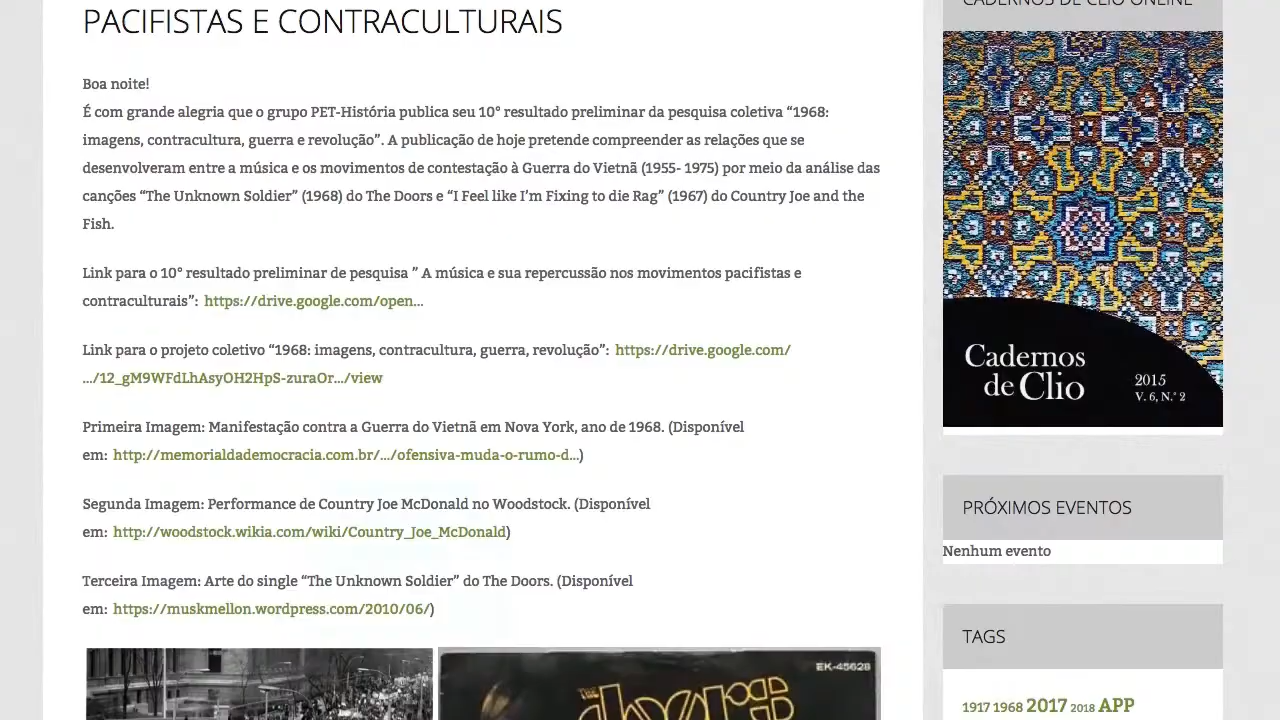 PACIFISTAS E CONTRACULTURAIS
Boa noite!
É com grande alegria que o grupo PET-História publica seu 10° resultado preliminar da pesquisa coletiva “1968:
imagens, contracultura, guerra e revolução”. A publicação de hoje pretende compreender as relações que se
desenvolveram entre a música e os movimentos de contestação à Guerra do Vietnã (1955- 1975) por meio da análise das
canções “The Unknown Soldier” (1968) do The Doors e “I Feel like I’m Fixing to die Rag” (1967) do Country Joe and the
Fish.
Link para o 10° resultado preliminar de pesquisa ” A música e sua repercussão nos movimentos pacifistas e
contraculturais”: https://drive.google.com/open…
Link para o projeto coletivo “1968: imagens, contracultura, guerra, revolução”: https://drive.google.com/
…/12_gM9WFdLhAsyOH2HpS-zuraOr…/view
Primeira Imagem: Manifestação contra a Guerra do Vietnã em Nova York, ano de 1968. (Disponível
em: http://memorialdademocracia.com.br/…/ofensiva-muda-o-rumo-d…)
Segunda Imagem: Performance de Country Joe McDonald no Woodstock. (Disponível
em: http://woodstock.wikia.com/wiki/Country_Joe_McDonald)
Terceira Imagem: Arte do single “The Unknown Soldier” do The Doors. (Disponível
em: https://muskmellon.wordpress.com/2010/06/)
EK-45628
THE
doors
CADERNOS DE CLIO ONLINE
Cadernos
de Clio
2015
V. 6, N.º 2
PRÓXIMOS EVENTOS
Nenhum evento
TAGS
1917 1968 2017 2018 APP